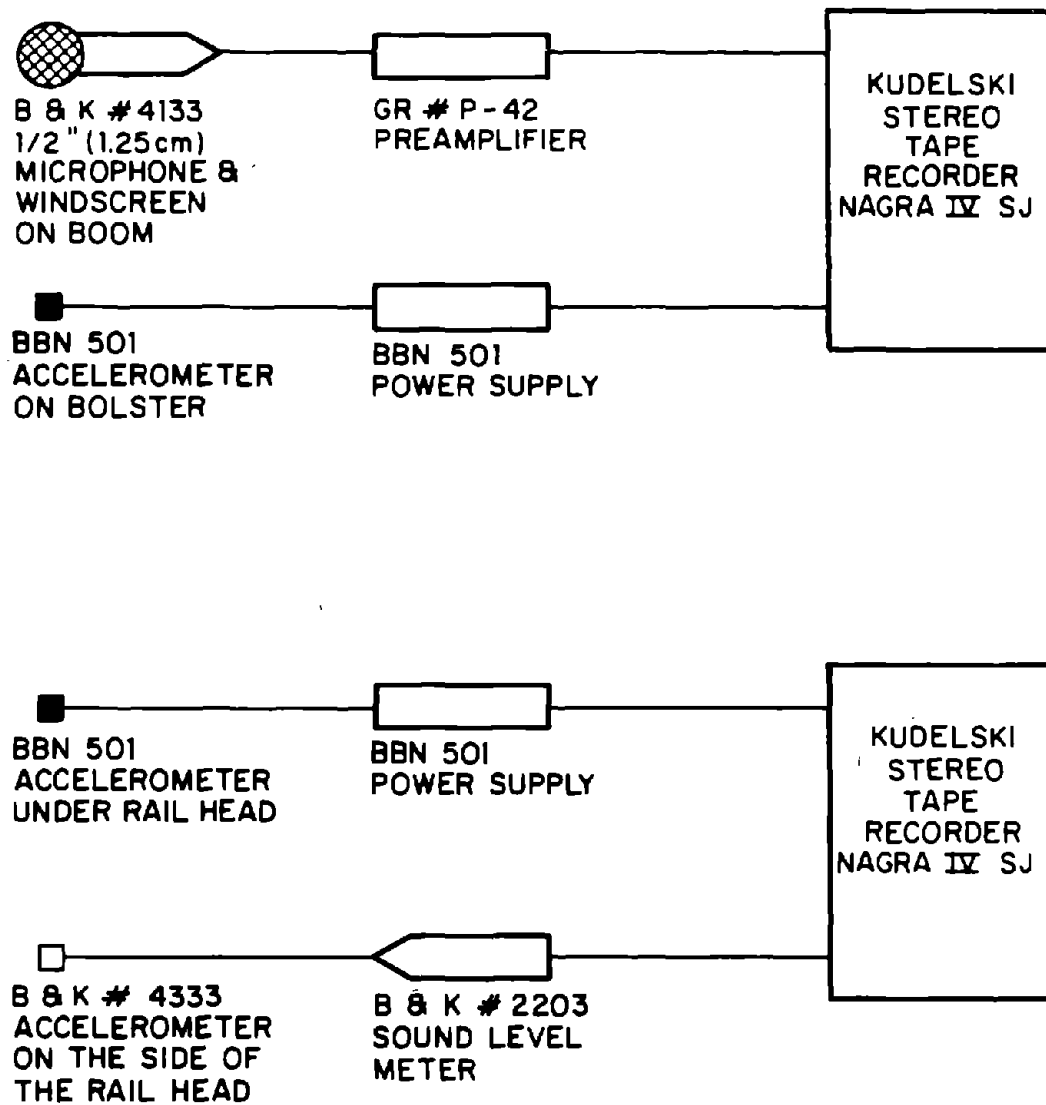 B & K # 4133
1/2" (1.25cm)
MICROPHONE &
WINDSCREEN
ON BOOM
GR # P-42
PREAMPLIFIER
KUDELSKI
STEREO
TAPE
RECORDER
NAGRA IV SJ
BBN 501
ACCELEROMETER
ON BOLSTER
BBN 501
POWER SUPPLY
BBN 501
ACCELEROMETER
UNDER RAIL HEAD
BBN 501
POWER SUPPLY
KUDELSKI
STEREO
TAPE
RECORDER
NAGRA IV SJ
B & K # 4333
ACCELEROMETER
ON THE SIDE OF
THE RAIL HEAD
B & K # 2203
SOUND LEVEL
METER